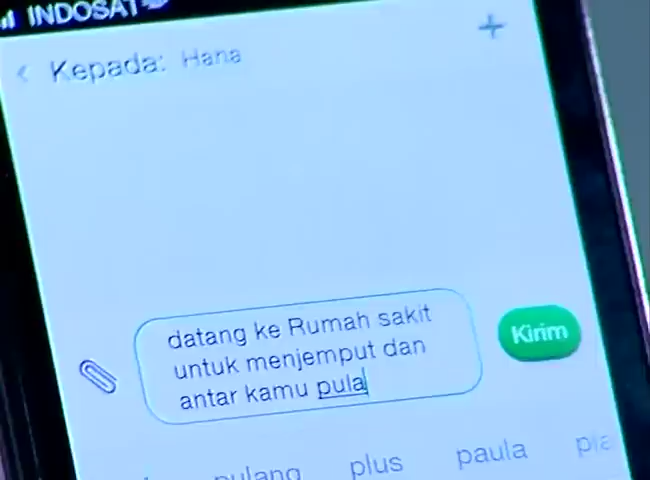 INDOSAT
< Kepada: Hana +
datang ke Rumah sakit
untuk menjemput dan
antar kamu pula
Kirim
pulang plus paula